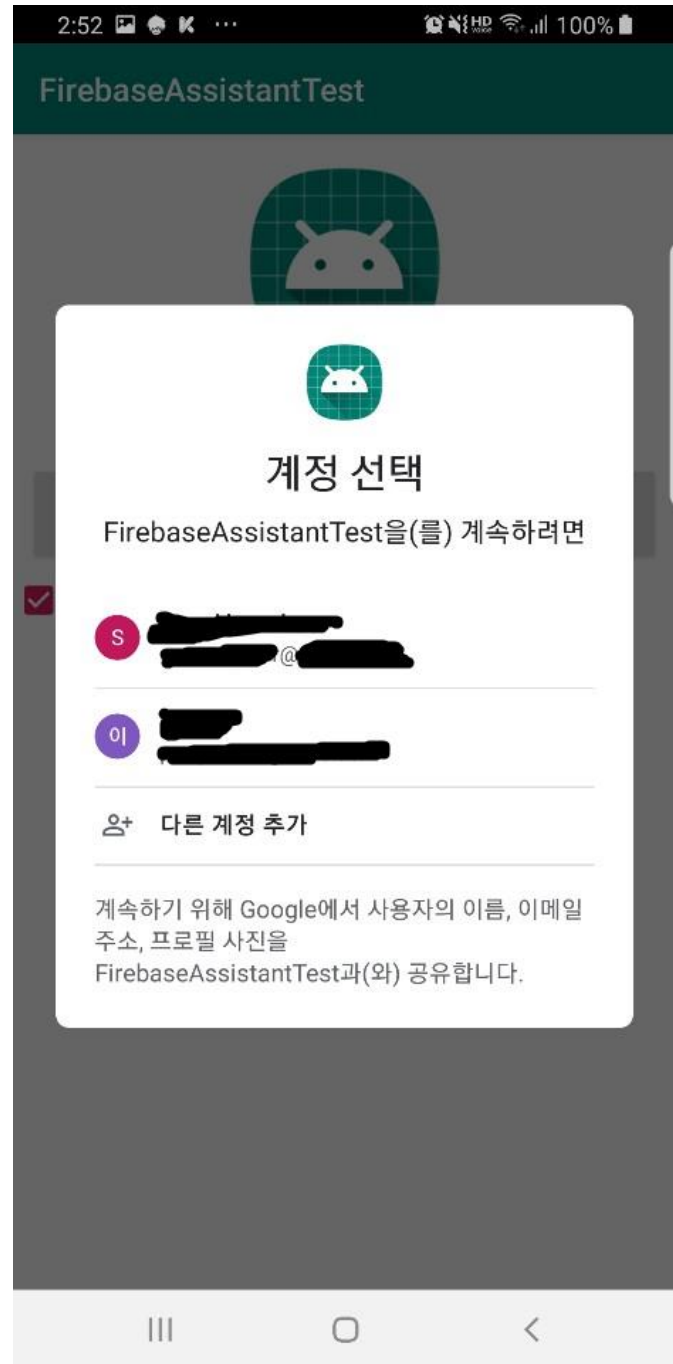 2:52 K ... HD VOICE 100%
FirebaseAssistantTest
계정 선택
FirebaseAssistantTest을(를) 계속하려면
S
@
이
다른 계정 추가
계속하기 위해 Google에서 사용자의 이름, 이메일
주소, 프로필 사진을
FirebaseAssistantTest과(와) 공유합니다.